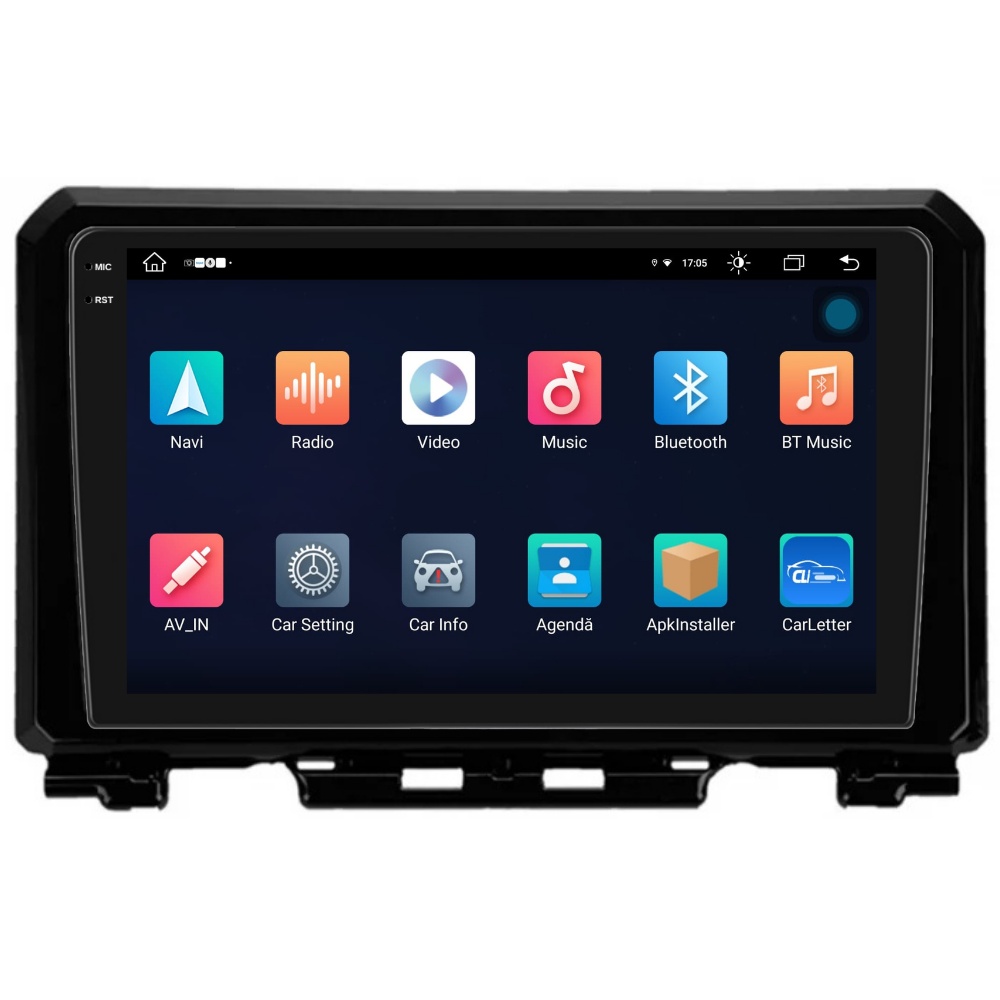 MIC
17:05
RST
Navi
Radio
Video
Music
Bluetooth
BT Music
AV_IN
Car Setting
Car Info
Agendă
ApkInstaller
CU
CarLetter